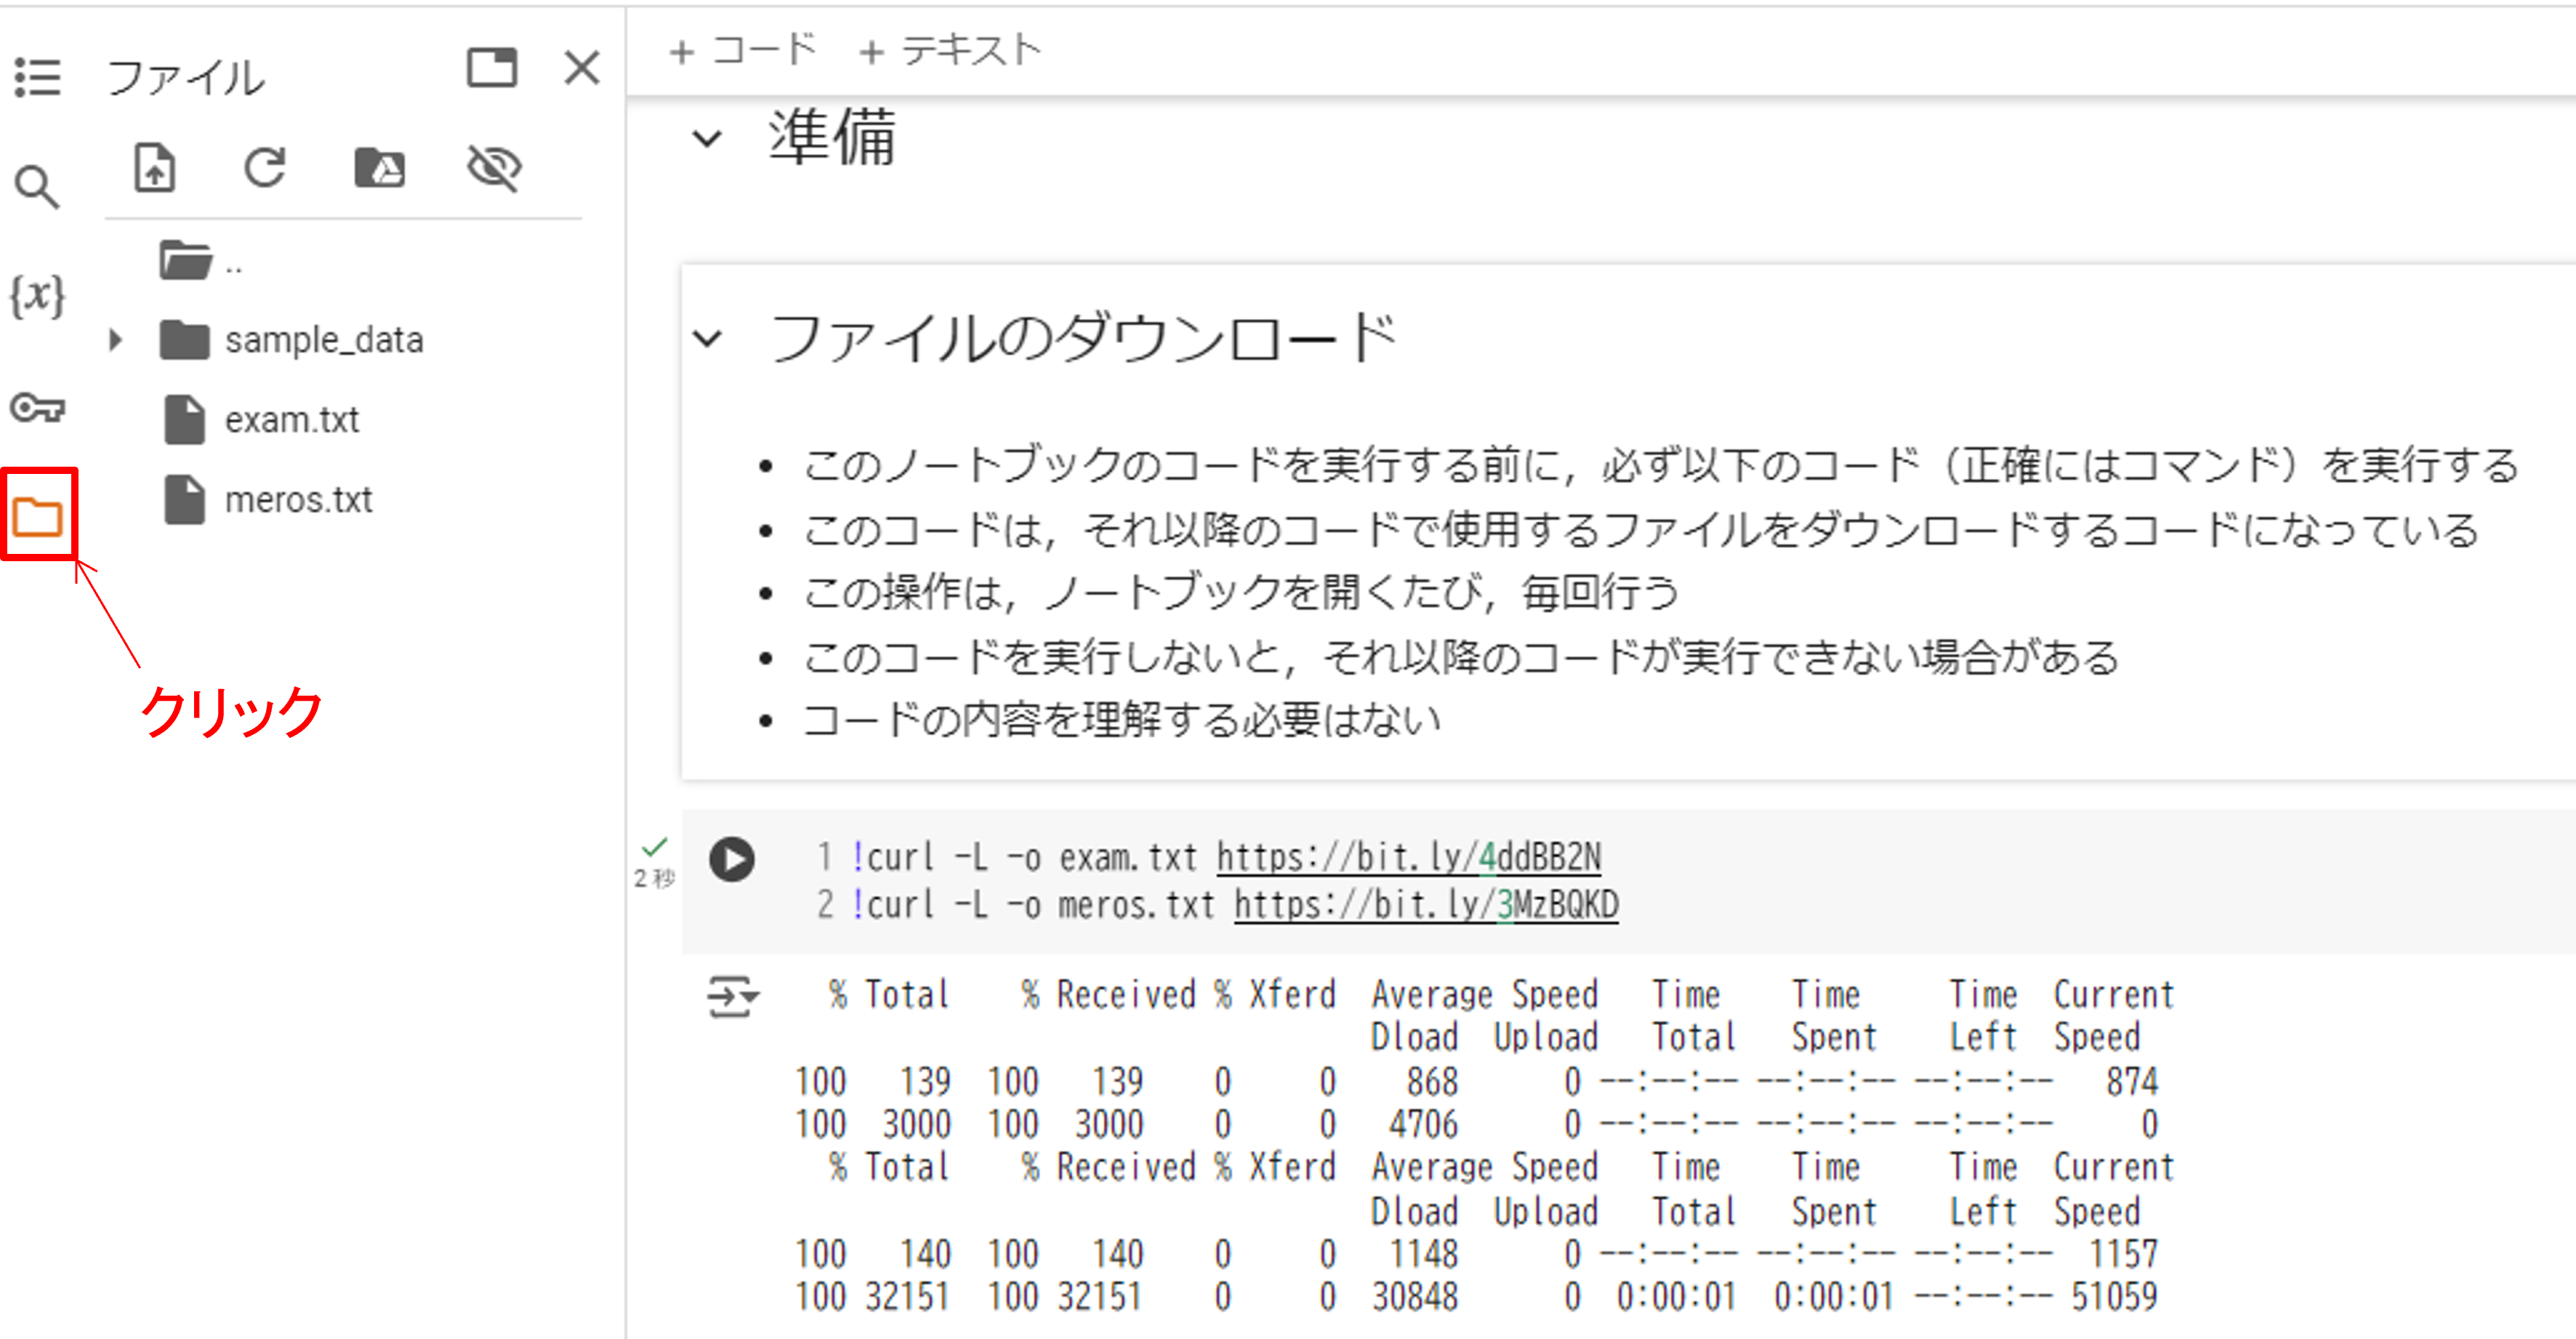 ファイル
..
sample_data
exam.txt
meros.txt
{x}
クリック
+ コード + テキスト
準備
ファイルのダウンロード
• このノートブックのコードを実行する前に，必ず以下のコード（正確にはコマンド）を実行する
• このコードは，それ以降のコードで使用するファイルをダウンロードするコードになっている
• この操作は，ノートブックを開くたび，毎回行う
• このコードを実行しないと，それ以降のコードが実行できない場合がある
• コードの内容を理解する必要はない
2 秒
1 !curl -L -o exam.txt https://bit.ly/4ddBB2N
2 !curl -L -o meros.txt https://bit.ly/3MzBQKD
% Total % Received % Xferd Average Speed Time Time Time Current
Dload Upload Total Spent Left Speed
100 139 100 139 0 0 868 0 --:--:-- --:--:-- --:--:-- 874
100 3000 100 3000 0 0 4706 0 --:--:-- --:--:-- --:--:-- 0
% Total % Received % Xferd Average Speed Time Time Time Current
Dload Upload Total Spent Left Speed
100 140 100 140 0 0 1148 0 --:--:-- --:--:-- --:--:-- 1157
100 32151 100 32151 0 0 30848 0 0:00:01 0:00:01 --:--:-- 51059